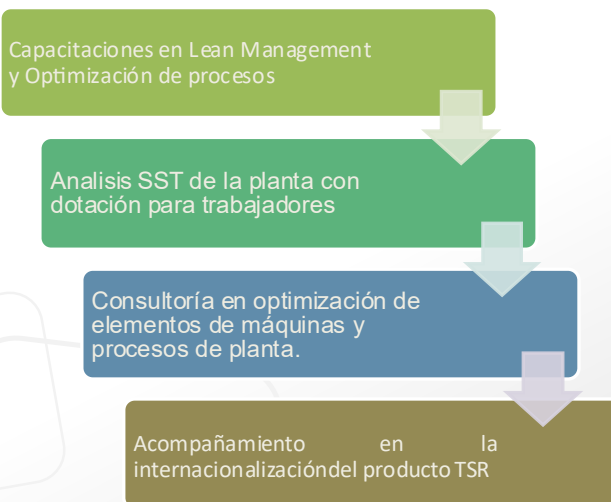 Capacitaciones en Lean Management
y Optimización de procesos
Analisis SST de la planta con
dotación para trabajadores
Consultoría en optimización de
elementos de máquinas y
procesos de planta.
Acompañamiento en la
internacionalizacióndel producto TSR